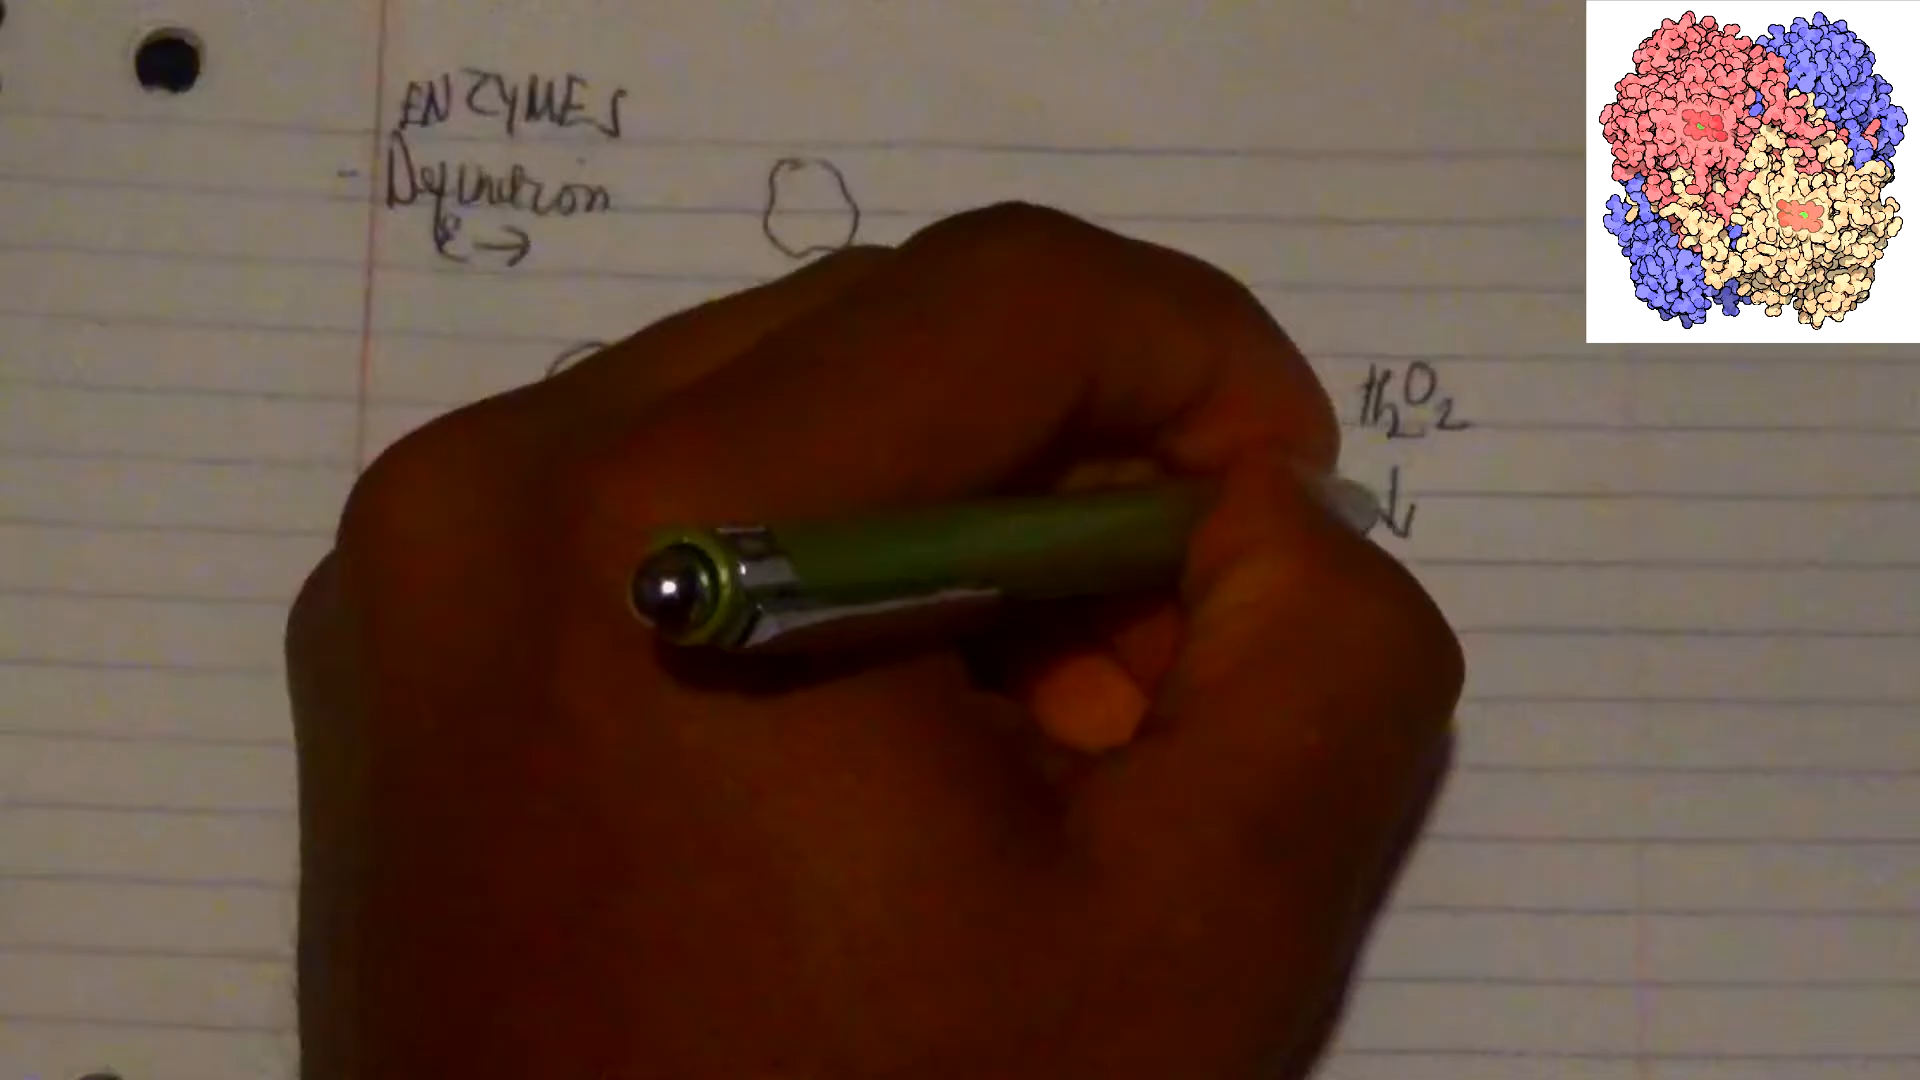 ENZYMES
- Definition
e →
H2O2
↓